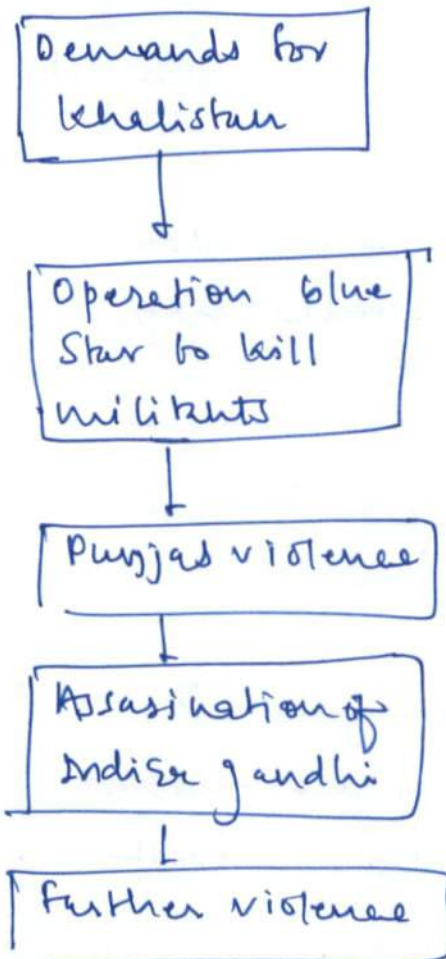 Demands for
Khalistan
Operation blue
Star to kill
militants
Punjab violence
Assasination of
Indira gandhi
Further violence